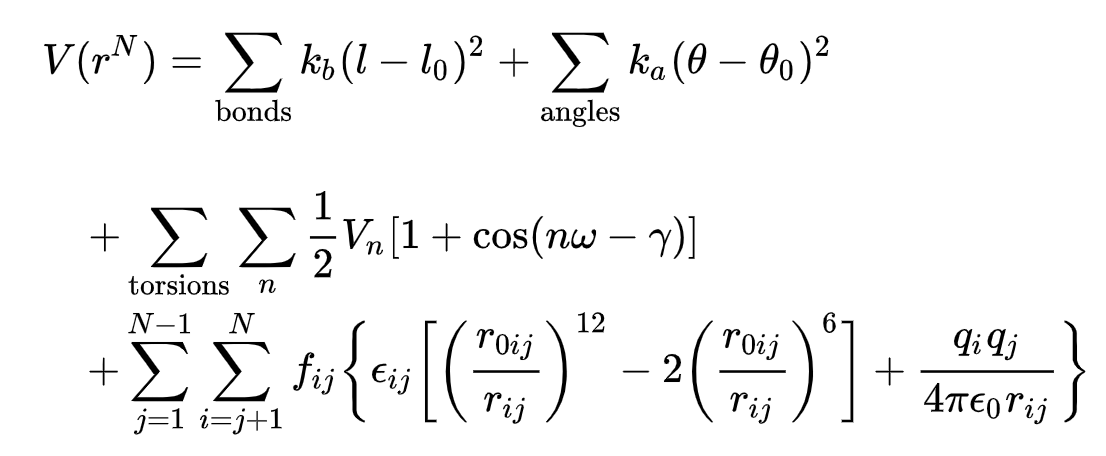 V(r^N) = \sum_{\text{bonds}} k_b(l - l_0)^2 + \sum_{\text{angles}} k_a(\theta - \theta_0)^2
+ \sum_{\text{torsions}} \sum_n \frac{1}{2} V_n[1 + \cos(n\omega - \gamma)]
+ \sum_{j=1}^{N-1} \sum_{i=j+1}^{N} f_{ij} \left\{ \epsilon_{ij} \left[ \left( \frac{r_{0ij}}{r_{ij}} \right)^{12} - 2 \left( \frac{r_{0ij}}{r_{ij}} \right)^{6} \right] + \frac{q_i q_j}{4\pi\epsilon_0 r_{ij}} \right\}